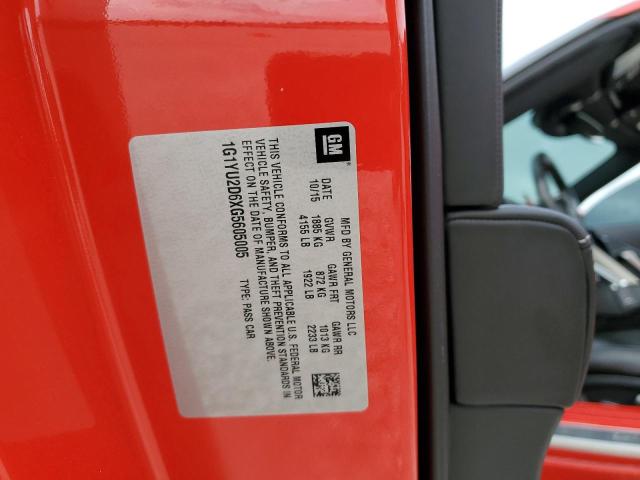 GM
MFD BY GENERAL MOTORS LLC
DATE GVWR GAWR FRT GAWR RR
10/15 1885 KG 872 KG 1013 KG
4155 LB 1922 LB 2233 LB
THIS VEHICLE CONFORMS TO ALL APPLICABLE U.S. FEDERAL MOTOR
VEHICLE SAFETY, BUMPER, AND THEFT PREVENTION STANDARDS IN
EFFECT ON THE DATE OF MANUFACTURE SHOWN ABOVE.
1G1YU2D6XG5605005 TYPE: PASS CAR